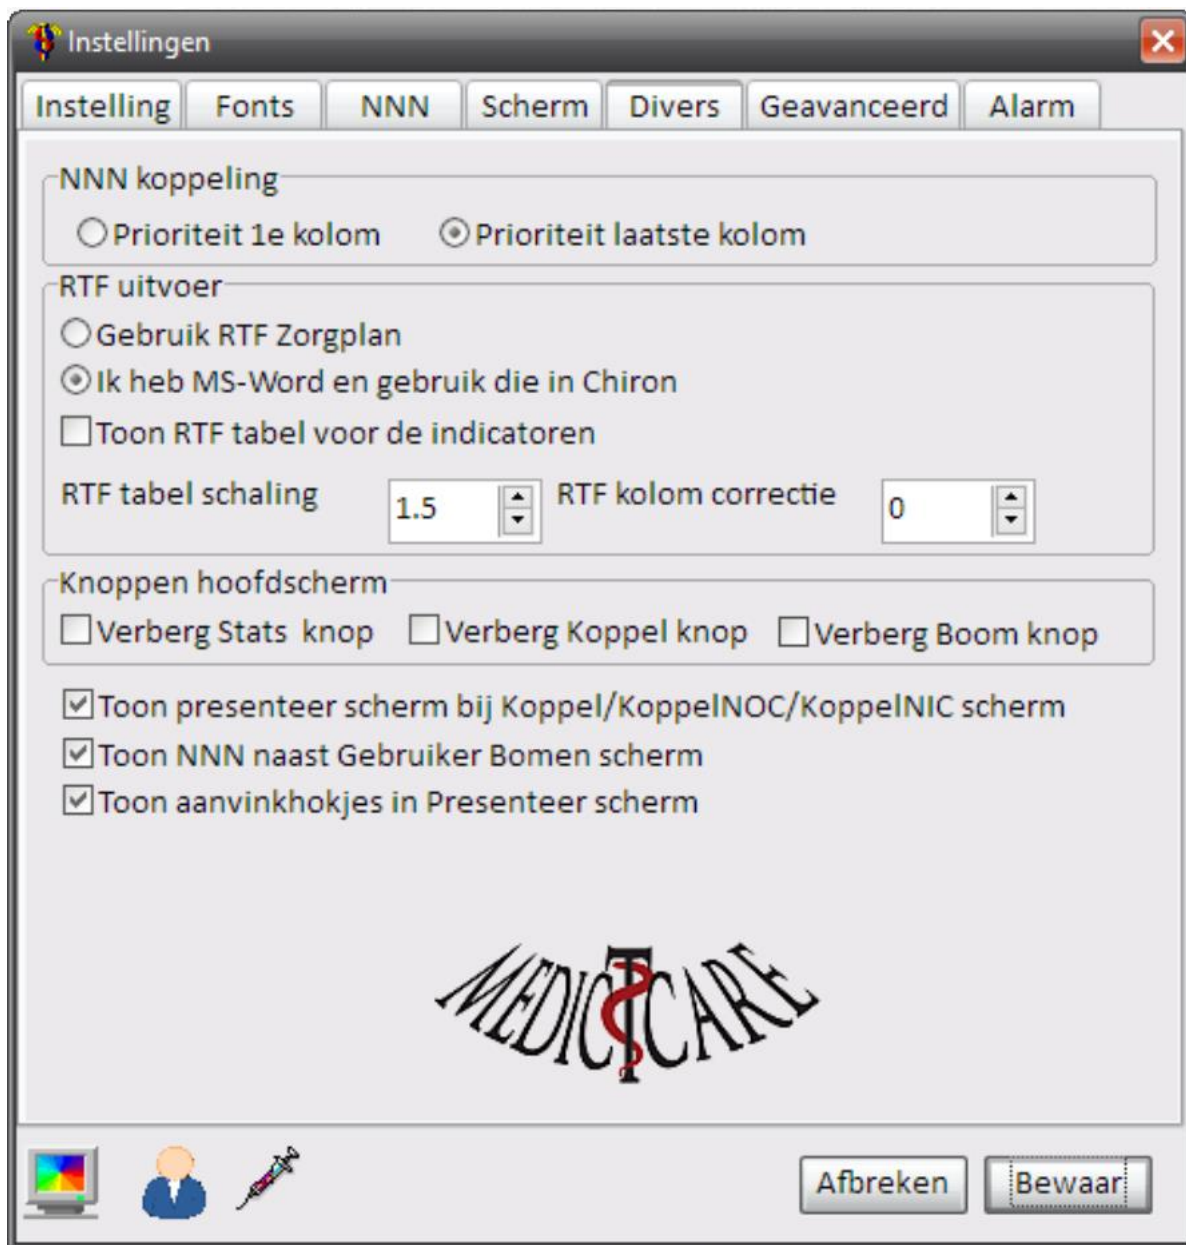 Instellingen
Instelling Fonts NNN Scherm Divers Geavanceerd Alarm
NNN koppeling
Prioriteit 1e kolom Prioriteit laatste kolom
RTF uitvoer
Gebruik RTF Zorgplan
Ik heb MS-Word en gebruik die in Chiron
Toon RTF tabel voor de indicatoren
RTF tabel schaling 1.5 RTF kolom correctie 0
Knoppen hoofdscherm
Verberg Stats knop Verberg Koppel knop Verberg Boom knop
Toon presenteer scherm bij Koppel/KoppelNOC/KoppelNIC scherm
Toon NNN naast Gebruiker Bomen scherm
Toon aanvinkhokjes in Presenteer scherm
MEDICTCARE
Afbreken Bewaar